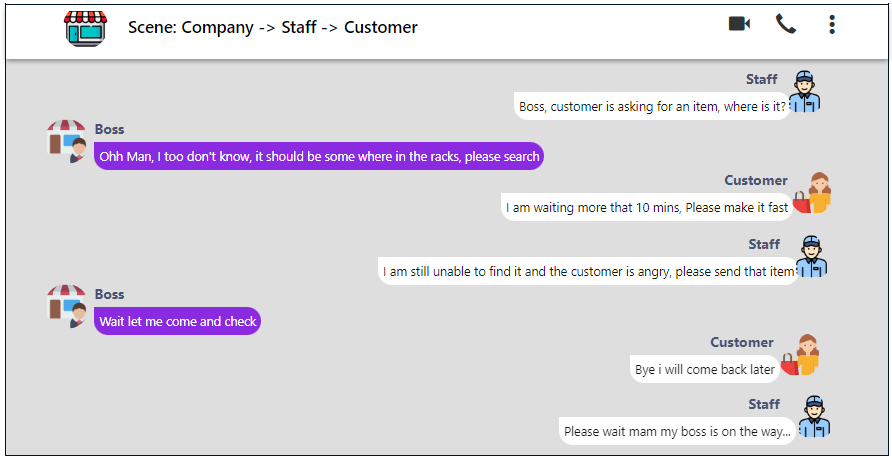 Scene: Company -> Staff -> Customer
Staff
Boss, customer is asking for an item, where is it?
Boss
Ohh Man, I too don't know, it should be some where in the racks, please search
Customer
I am waiting more that 10 mins, Please make it fast
Staff
I am still unable to find it and the customer is angry, please send that item
Boss
Wait let me come and check
Customer
Bye i will come back later
Staff
Please wait mam my boss is on the way...